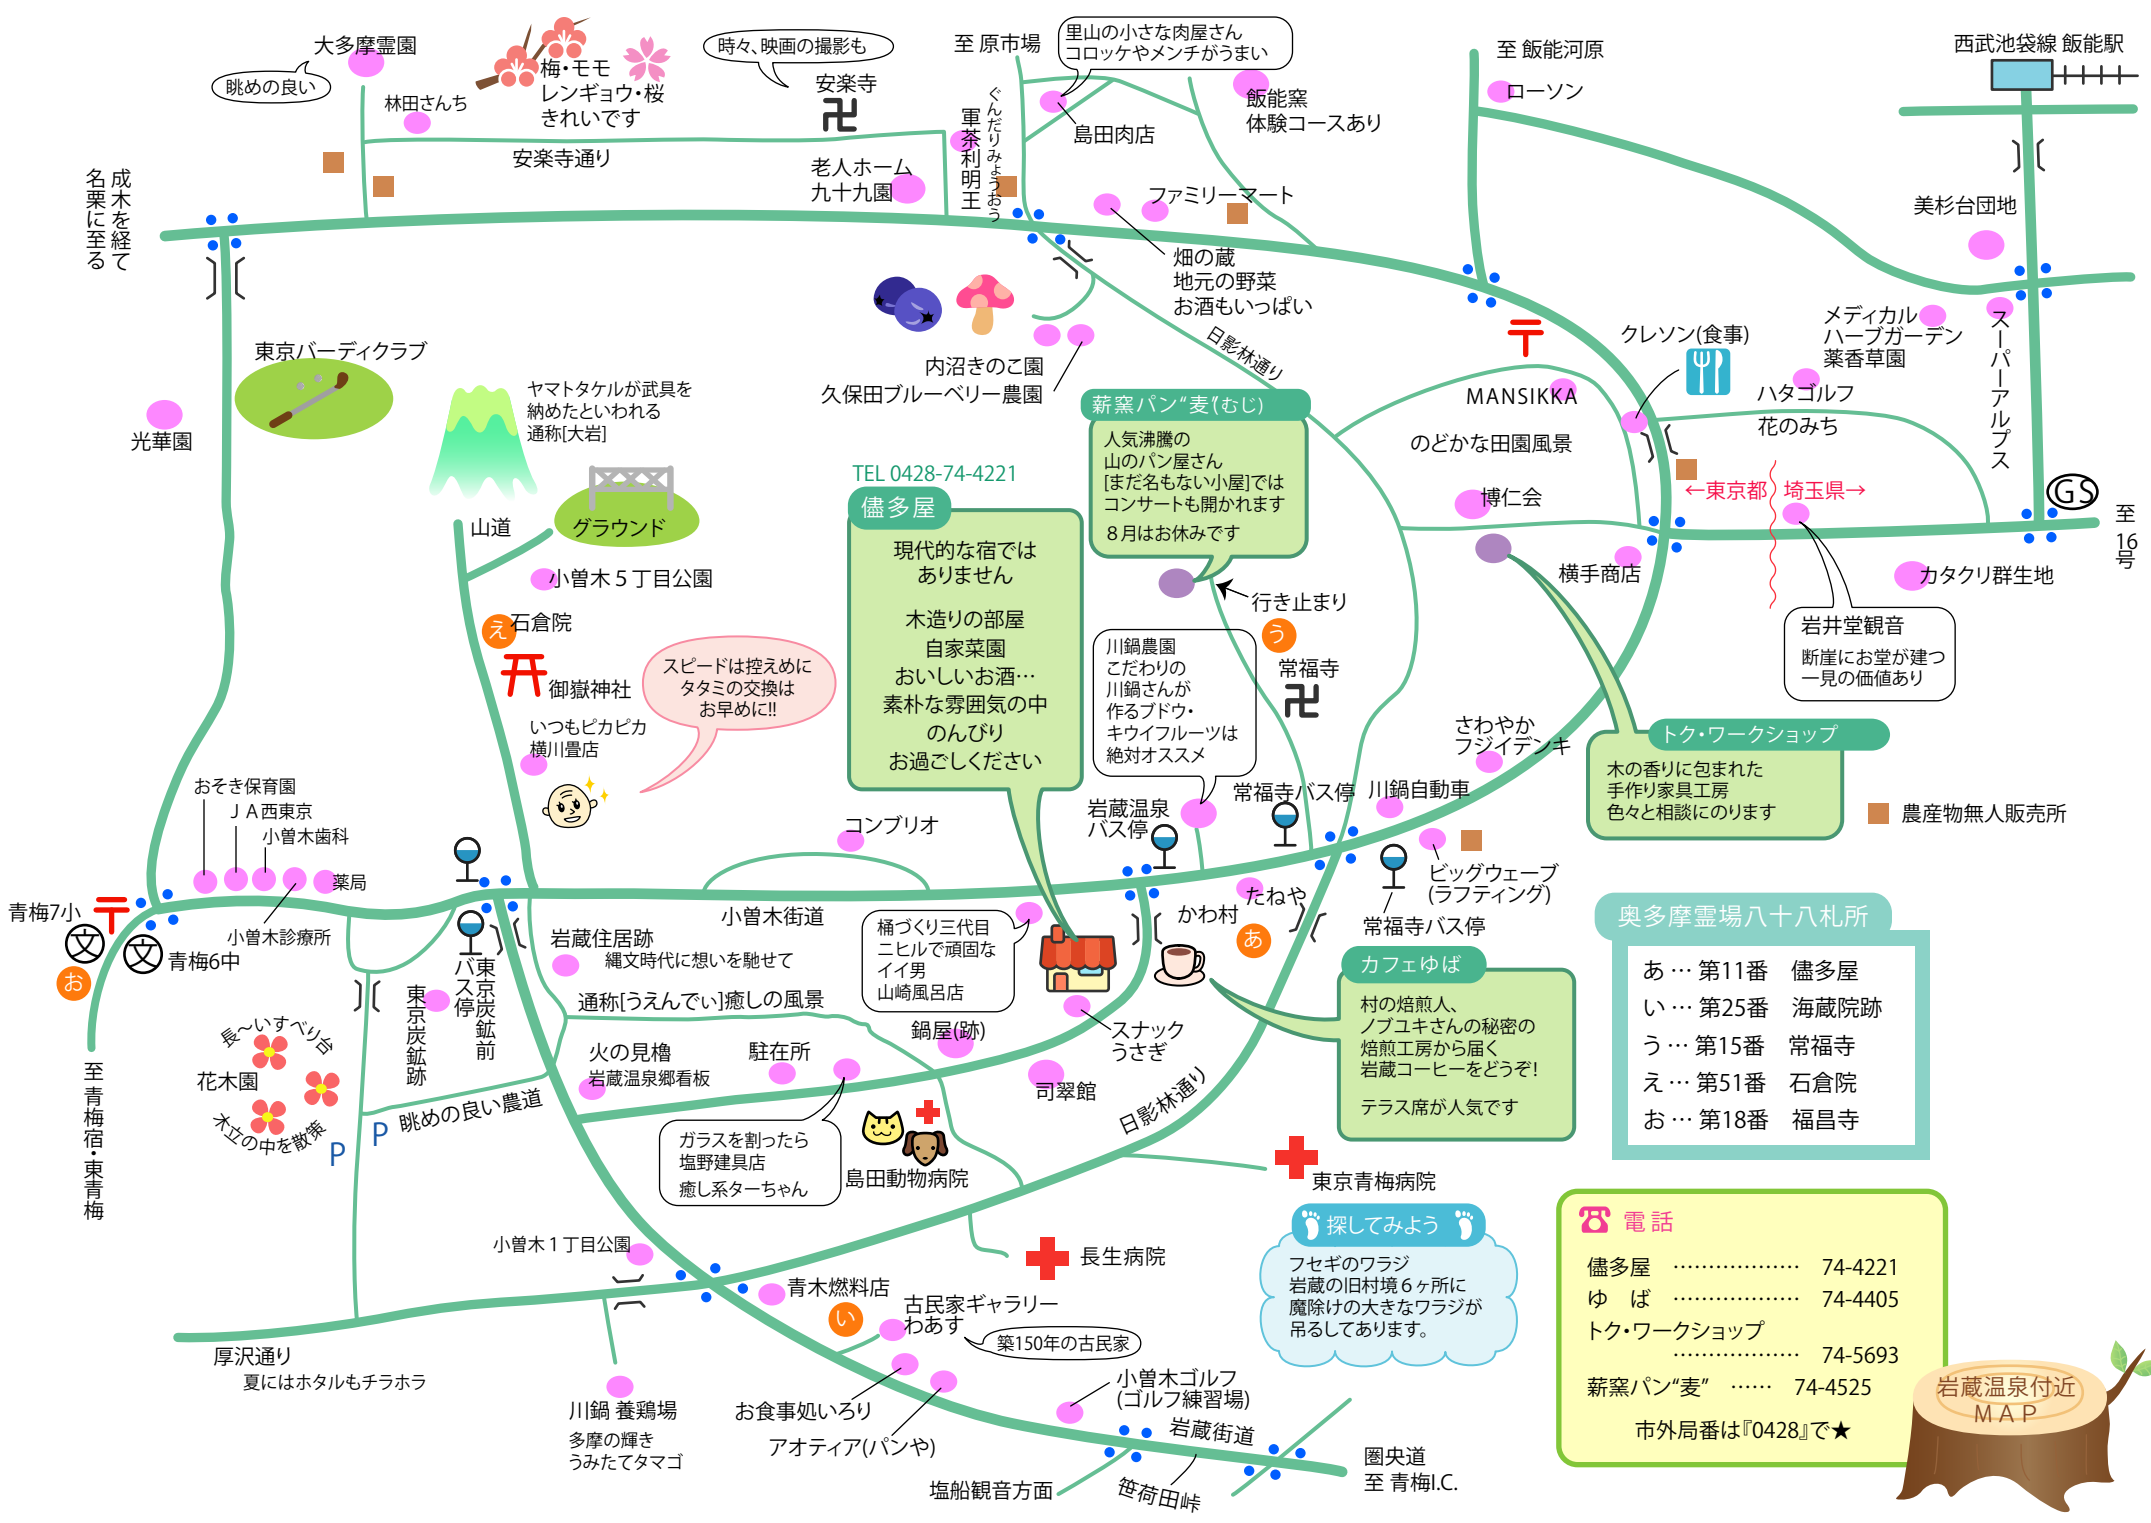 大多摩霊園
眺めの良い
林田さんち
梅・モモ
レンギョウ・桜
きれいです
時々、映画の撮影も
安楽寺
安楽寺通り
至 原市場
里山の小さな肉屋さん
コロッケやメンチがうまい
島田肉店
飯能窯
体験コースあり
至 飯能河原
ローソン
西武池袋線 飯能駅
美杉台団地
成木を経て
名栗に至る
老人ホーム
九十九園
軍荼利明王
ぐんだりみょうおう
ファミリーマート
畑の蔵
地元の野菜
お酒もいっぱい
日影林通り
内沼きのこ園
久保田ブルーベリー農園
東京バーディクラブ
光華園
ヤマトタケルが武具を
納めたといわれる
通称[大岩]
山道
グラウンド
小曽木５丁目公園
え
石倉院
御嶽神社
いつもピカピカ
横川畳店
スピードは控えめに
タタミの交換は
お早めに!!
TEL 0428-74-4221
儘多屋
現代的な宿では
ありません
木造りの部屋
自家菜園
おいしいお酒…
素朴な雰囲気の中
のんびり
お過ごしください
薪窯パン“麦”(むじ)
人気沸騰の
山のパン屋さん
[まだ名もない小屋]では
コンサートも開かれます
８月はお休みです
行き止まり
う
常福寺
川鍋農園
こだわりの
川鍋さんが
作るブドウ・
キウイフルーツは
絶対オススメ
MANSIKKA
のどかな田園風景
クレソン(食事)
メディカル
ハーブガーデン
薬香草園
スーパーアルプス
ハタゴルフ
花のみち
博仁会
←東京都
埼玉県→
GS
至
16
号
横手商店
カタクリ群生地
岩井堂観音
断崖にお堂が建つ
一見の価値あり
トク・ワークショップ
木の香りに包まれた
手作り家具工房
色々と相談にのります
農産物無人販売所
さわやか
フジイデンキ
川鍋自動車
常福寺バス停
岩蔵温泉
バス停
コンブリオ
おそき保育園
ＪＡ西東京
小曽木歯科
薬局
小曽木診療所
青梅7小
文
文
青梅6中
お
至 青梅宿・東青梅
小曽木街道
岩蔵住居跡
縄文時代に想いを馳せて
東京炭鉱前
バス停
東京炭鉱跡
通称[うえんでぃ]癒しの風景
桶づくり三代目
ニヒルで頑固な
イイ男
山崎風呂店
かわ村
たねや
あ
ビッグウェーブ
(ラフティング)
常福寺バス停
カフェゆば
村の焙煎人、
ノブユキさんの秘密の
焙煎工房から届く
岩蔵コーヒーをどうぞ!
テラス席が人気です
奥多摩霊場八十八札所
あ … 第11番　儘多屋
い … 第25番　海蔵院跡
う … 第15番　常福寺
え … 第51番　石倉院
お … 第18番　福昌寺
長～いすべり台
花木園
木立の中を散策
P
P
眺めの良い農道
火の見櫓
岩蔵温泉郷看板
駐在所
鍋屋(跡)
スナック
うさぎ
司翠館
日影林通り
ガラスを割ったら
塩野建具店
癒し系ターちゃん
島田動物病院
東京青梅病院
長生病院
小曽木１丁目公園
青木燃料店
い
古民家ギャラリー
わあす
築150年の古民家
探してみよう
フセギのワラジ
岩蔵の旧村境６ヶ所に
魔除けの大きなワラジが
吊るしてあります。
電話
儘多屋 ……………… 74-4221
ゆ ば ……………… 74-4405
トク・ワークショップ
……………… 74-5693
薪窯パン“麦” …… 74-4525
市外局番は『0428』で★
岩蔵温泉付近
ＭＡＰ
厚沢通り
夏にはホタルもチラホラ
川鍋 養鶏場
多摩の輝き
うみたてタマゴ
お食事処いろり
アオティア(パンや)
小曽木ゴルフ
(ゴルフ練習場)
岩蔵街道
塩船観音方面
笹荷田峠
圏央道
至 青梅I.C.